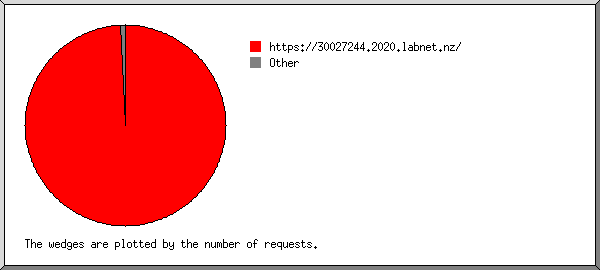 https://30027244.2020.labnet.nz/
Other
The wedges are plotted by the number of requests.